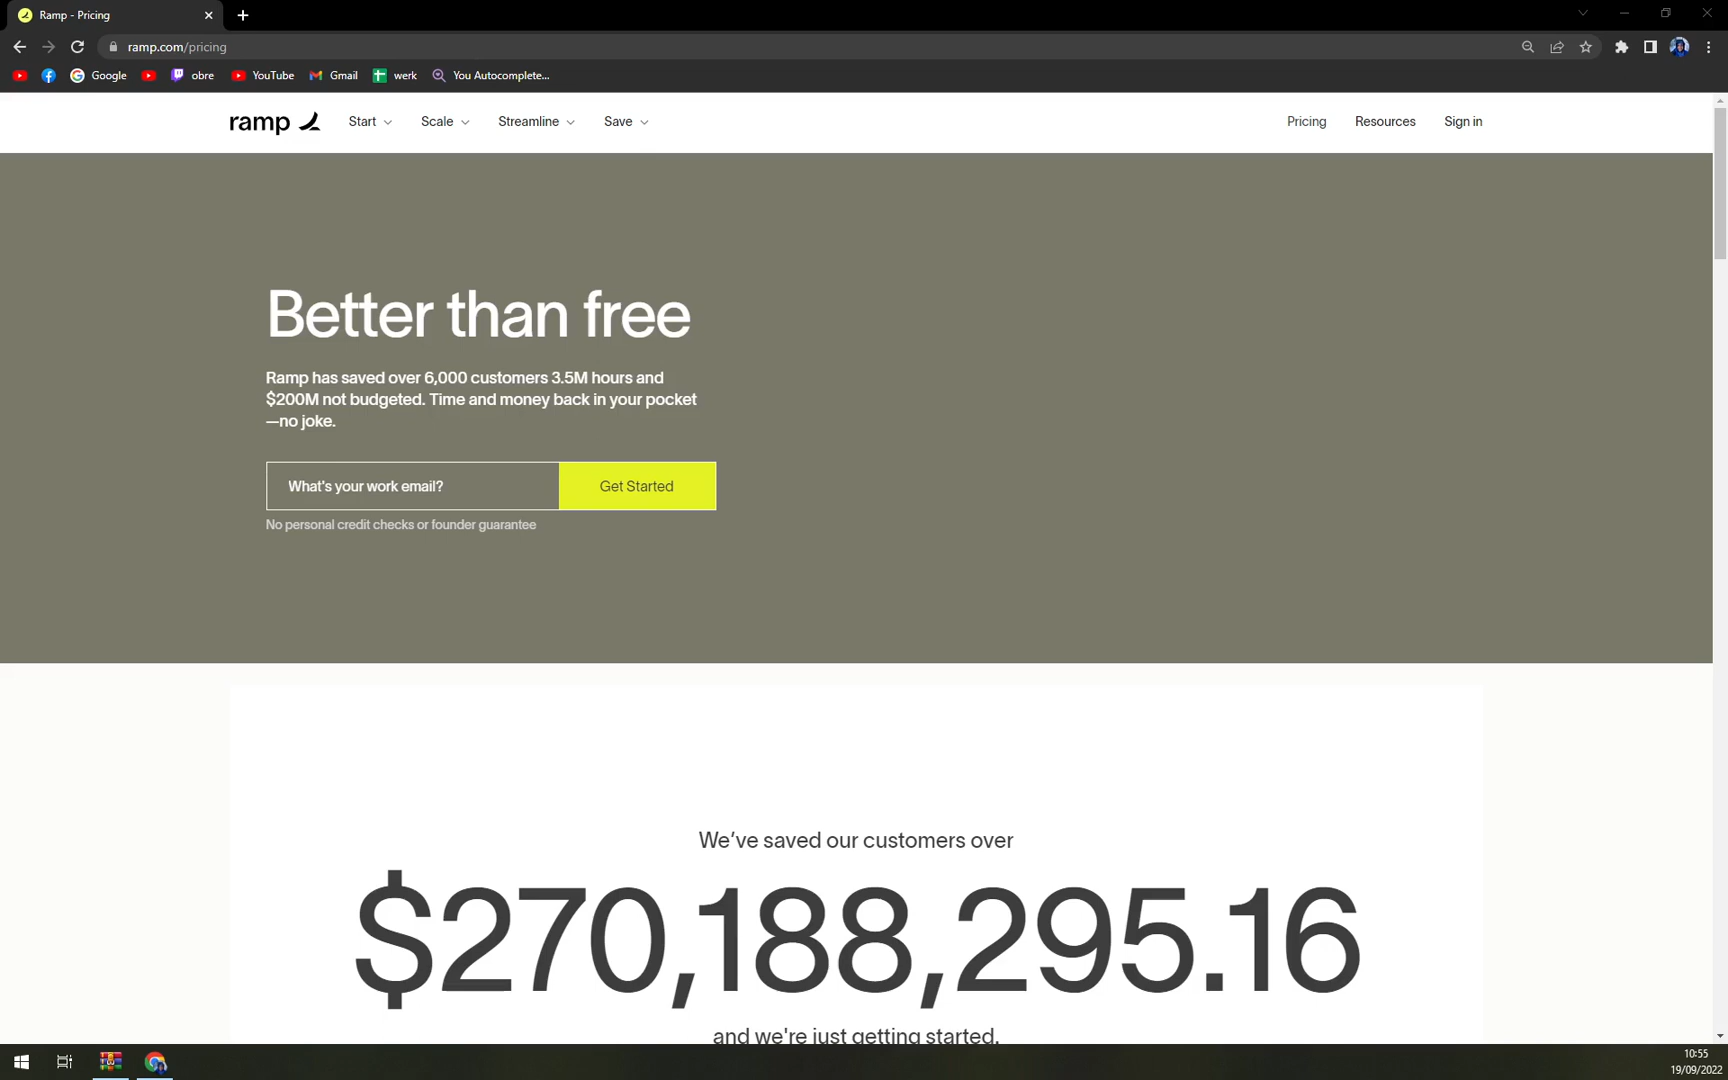 Ramp - Pricing
ramp.com/pricing
Google
obre
YouTube
Gmail
werk
You Autocomplete...
ramp
Start
Scale
Streamline
Save
Pricing
Resources
Sign in
Better than free
Ramp has saved over 6,000 customers 3.5M hours and
$200M not budgeted. Time and money back in your pocket
—no joke.
What's your work email?
Get Started
No personal credit checks or founder guarantee
We’ve saved our customers over
$270,188,295.16
and we're just getting started.
10:55
19/09/2022